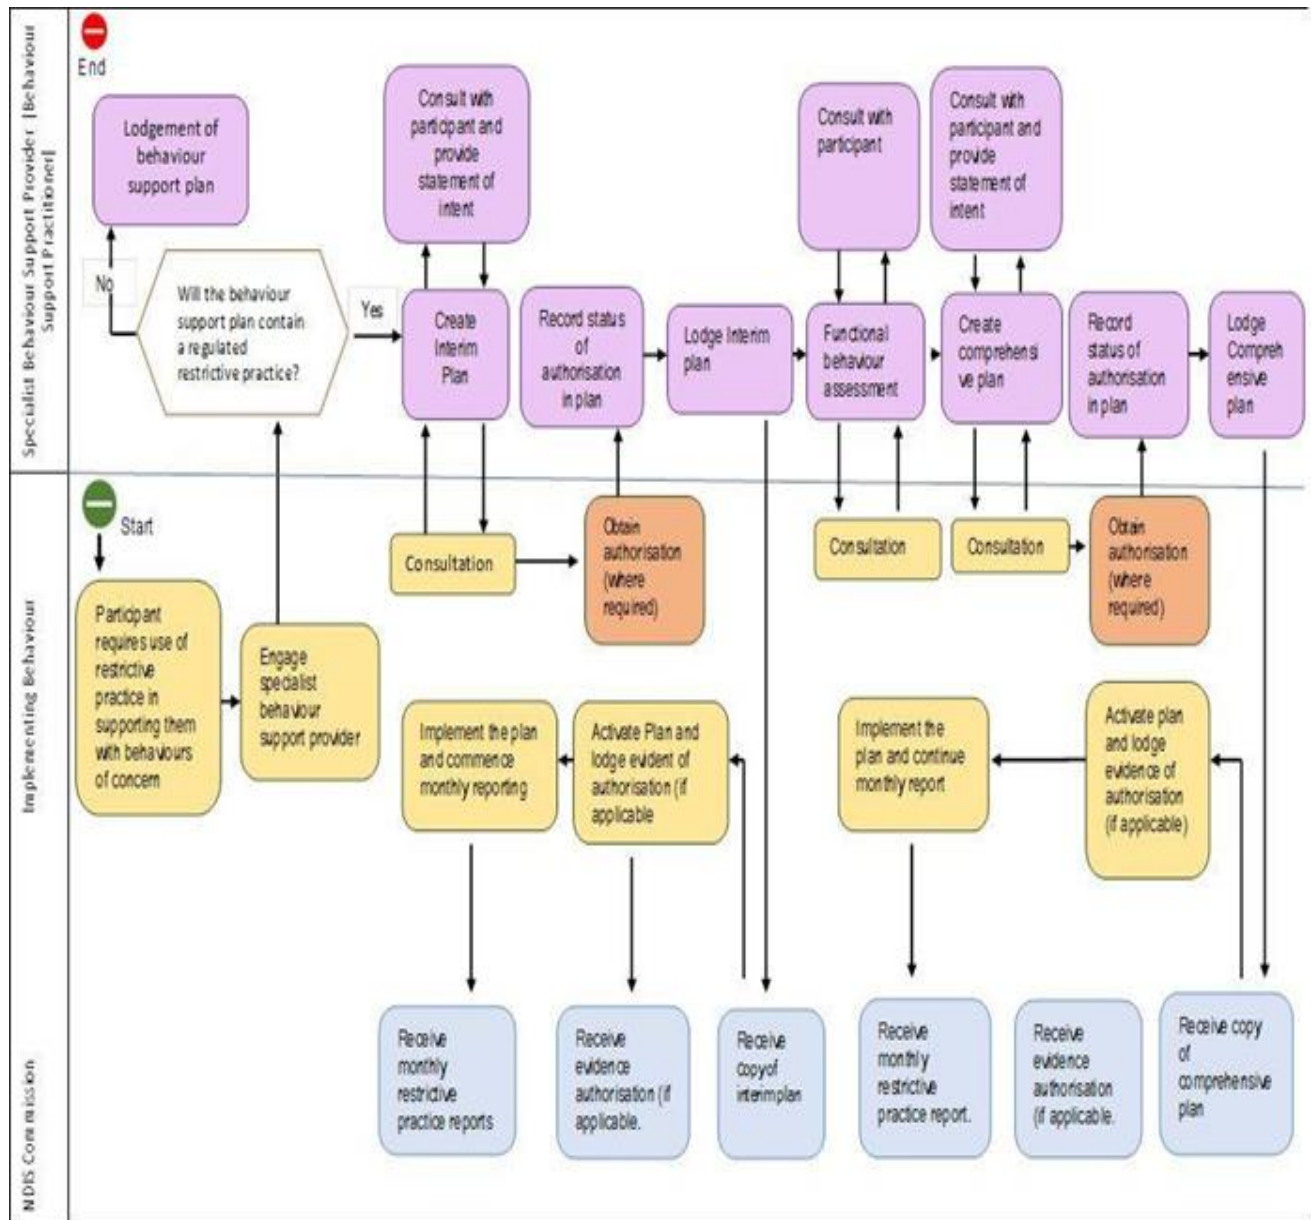 Specialist Behaviour Support Provider [Behaviour
Support Practitioner]
End
Lodgement of
behaviour
support plan
No
Will the behaviour
support plan contain
a regulated
restrictive practice?
Yes
Consult with
participant and
provide
statement of
intent
Create
Interim
Plan
Record status
of
authorisation
in plan
Lodge Interim
plan
Consult with
participant
Functional
behaviour
assessment
Consult with
participant and
provide
statement of
intent
Create
comprehensi
ve plan
Record
status of
authorisation
in plan
Lodge
Compreh
ensive
plan
Implementing Behaviour
Start
Participant
requires use of
restrictive
practice in
supporting them
with behaviours
of concern
Engage
specialist
behaviour
support provider
Consultation
Obtain
authorisation
(where
required)
Consultation
Consultation
Obtain
authorisation
(where
required)
Implement the plan
and commence
monthly reporting
Activate Plan and
lodge evident of
authorisation (if
applicable
Implement the
plan and continue
monthly report
Activate plan
and lodge
evidence of
authorisation
(if applicable)
NDIS Commission
Receive
monthly
restrictive
practice reports
Receive
evidence
authorisation (if
applicable.
Receive
copy of
interim plan
Receive
monthly
restrictive
practice report.
Receive
evidence
authorisation
(if applicable.
Receive copy
of
comprehensive
plan